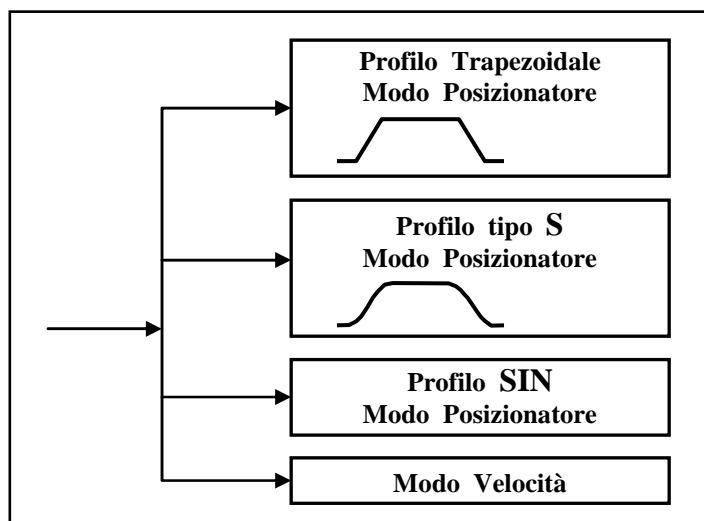 Profilo Trapezoidale
Modo Posizionatore
Profilo tipo S
Modo Posizionatore
Profilo SIN
Modo Posizionatore
Modo Velocità